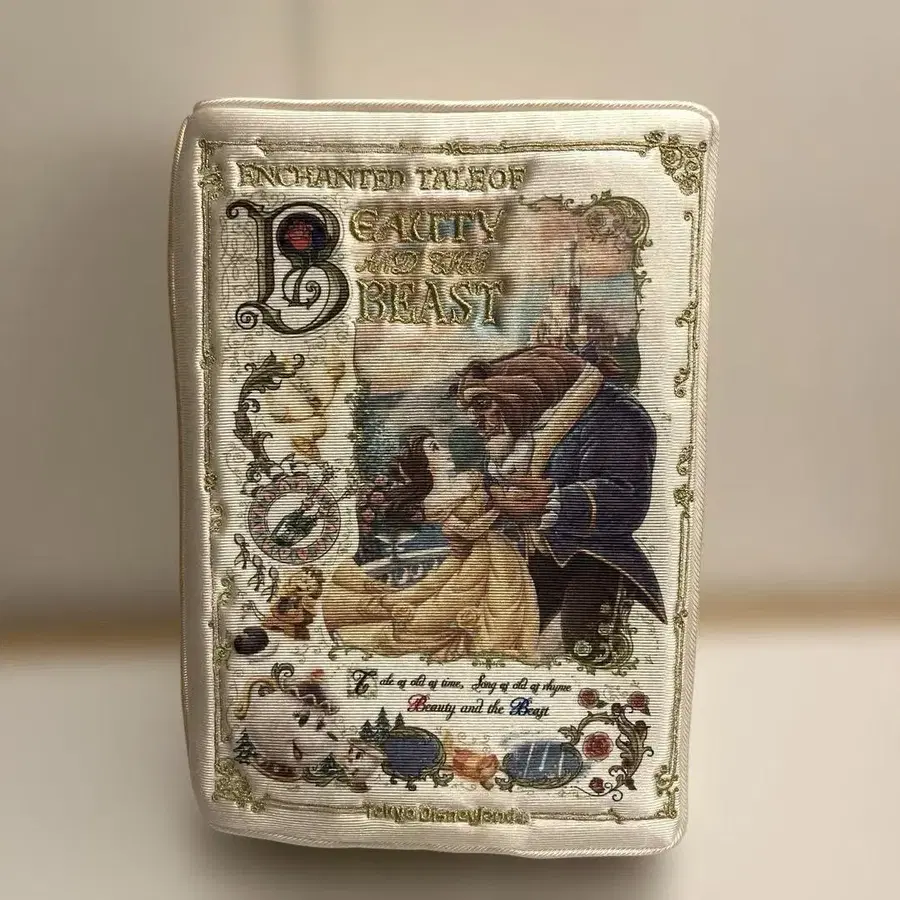 ENCHANTED TALE OF
BEAUTY
AND THE
BEAST
Tale as old as time, Song as old as rhyme
Beauty and the Beast
Tokyo Disneyland